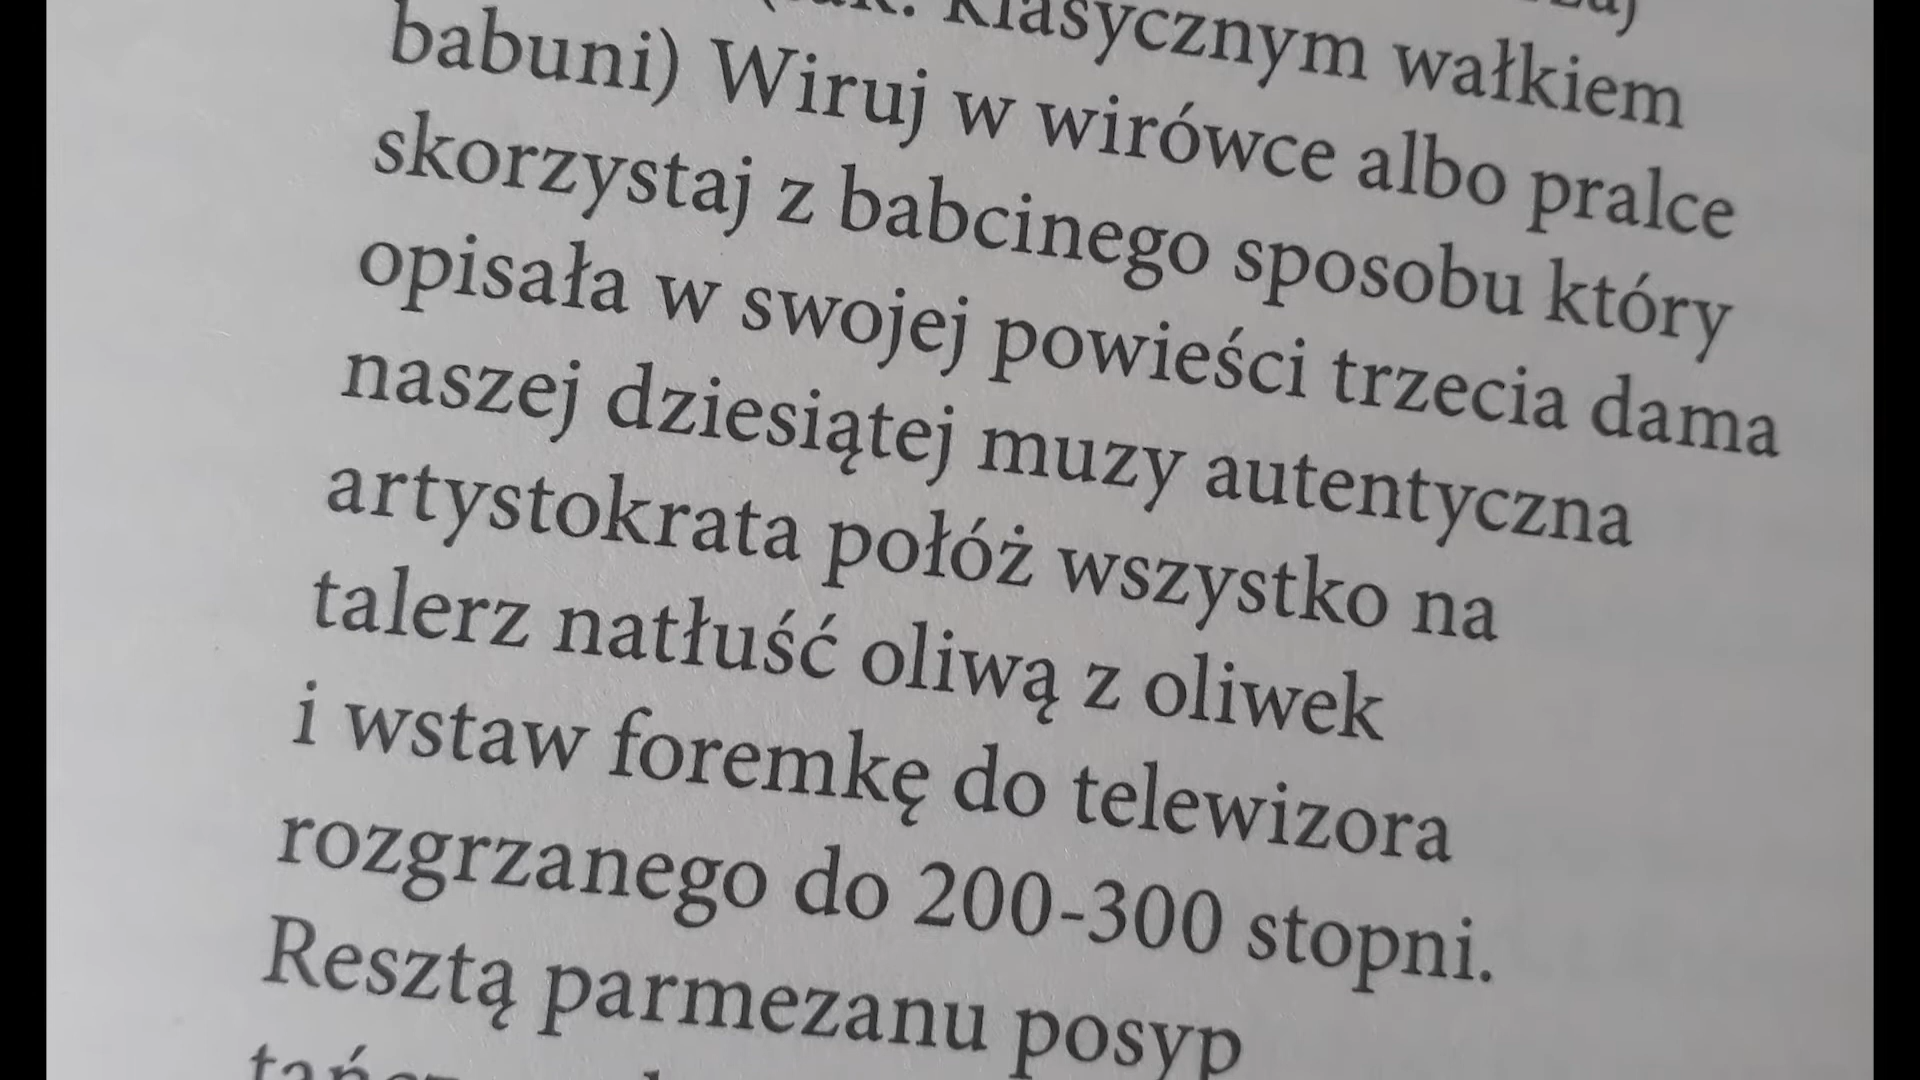 klasycznym wałkiem
babuni) Wiruj w wirówce albo pralce
skorzystaj z babcinego sposobu który
opisała w swojej powieści trzecia dama
naszej dziesiątej muzy autentyczna
artystokrata połóż wszystko na
talerz natłuść oliwą z oliwek
i wstaw foremkę do telewizora
rozgrzanego do 200-300 stopni.
Resztą parmezanu posyp